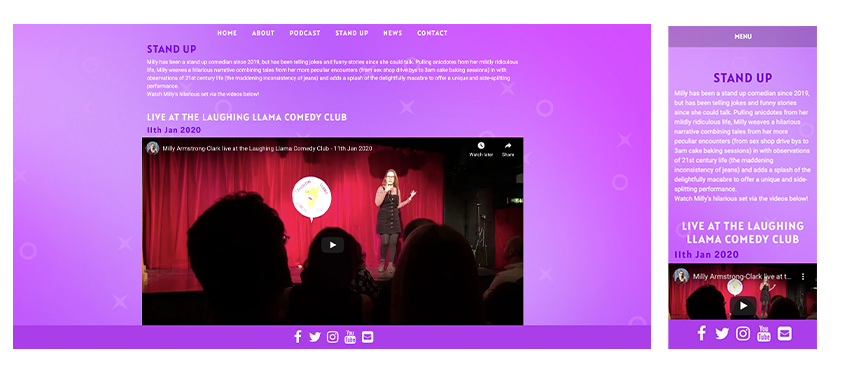 HOME ABOUT PODCAST STAND UP NEWS CONTACT
STAND UP
Milly has been a stand up comedian since 2019, but has been telling jokes and funny stories since she could talk. Pulling anicdotes from her mildly ridiculous
life, Milly weaves a hilarious narrative combining tales from her more peculiar encounters (from sex shop drive bys to 3am cake baking sessions) in with
observations of 21st century life (the maddening inconsistency of jeans) and adds a splash of the delightfully macabre to offer a unique and side-splitting
performance.
Watch Milly's hilarious set via the videos below!
LIVE AT THE LAUGHING LLAMA COMEDY CLUB
11th Jan 2020
Milly Armstrong-Clark live at the Laughing Llama Comedy Club - 11th Jan 2020
Watch later Share
You
Tube
MENU
STAND UP
Milly has been a stand up comedian since 2019,
but has been telling jokes and funny stories
since she could talk. Pulling anicdotes from her
mildly ridiculous life, Milly weaves a hilarious
narrative combining tales from her more
peculiar encounters (from sex shop drive bys to
3am cake baking sessions) in with observations
of 21st century life (the maddening
inconsistency of jeans) and adds a splash of the
delightfully macabre to offer a unique and side-
splitting performance.
Watch Milly's hilarious set via the videos below!
LIVE AT THE LAUGHING
LLAMA COMEDY CLUB
11th Jan 2020
Milly Armstrong-Clark live at t...
You
Tube